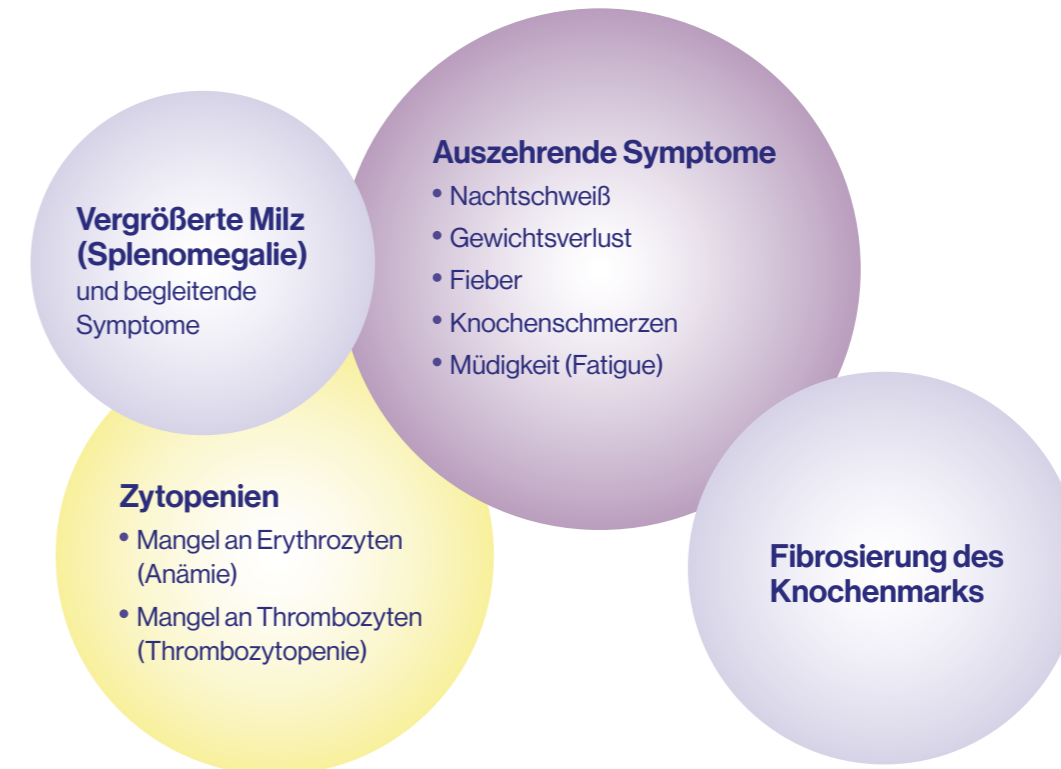 Auszehrende Symptome
• Nachtschweiß
• Gewichtsverlust
• Fieber
• Knochenschmerzen
• Müdigkeit (Fatigue)
Vergrößerte Milz
(Splenomegalie)
und begleitende
Symptome
Zytopenien
• Mangel an Erythrozyten
(Anämie)
• Mangel an Thrombozyten
(Thrombozytopenie)
Fibrosierung des
Knochenmarks